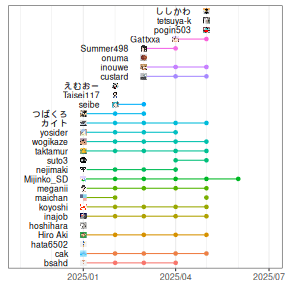 ししかわ
tetsuya-k
pogin503
Gattxxa
Summer498
onuma
inouwe
custard
えむおー
Taisei117
seibe
つばくろ
カイト
yosider
wogikaze
taktamur
suto3
nejimaki
Mijinko_SD
meganii
maichan
koyoshi
inajob
hoshihara
Hiro Aki
hata6502
cak
bsahd
2025/01 2025/04 2025/07